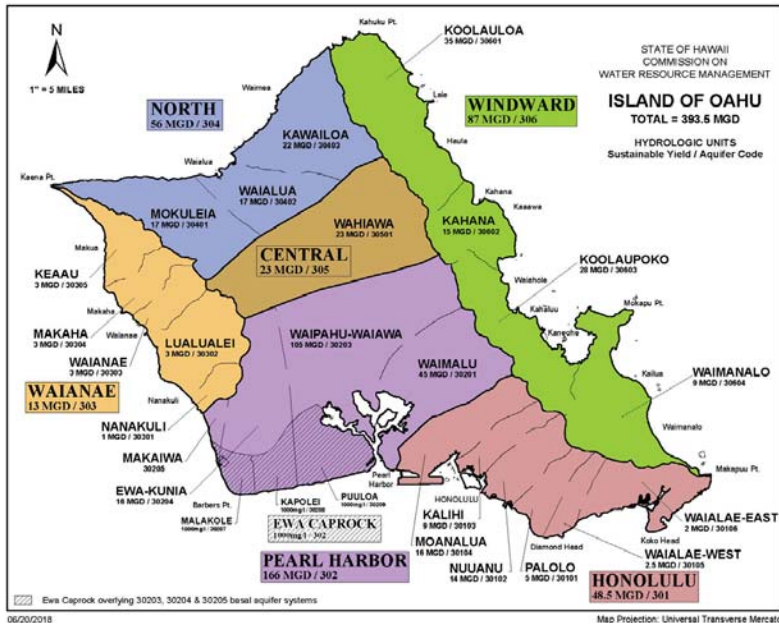 Kahuku Pt.
KOOLAULOA
35 MGD / 30601
STATE OF HAWAII
COMMISSION ON
WATER RESOURCE MANAGEMENT
ISLAND OF OAHU
TOTAL = 393.5 MGD
HYDROLOGIC UNITS
Sustainable Yield / Aquifer Code
N
1" = 5 MILES
Waimea
Laie
NORTH
56 MGD / 304
WINDWARD
87 MGD / 306
KAWAILOA
22 MGD / 30403
Hauula
Waialua
Kaena Pt.
WAIALUA
17 MGD / 30402
MOKULEIA
17 MGD / 30401
Kahana
Kaaawa
WAHIAWA
23 MGD / 30501
KAHANA
15 MGD / 30602
CENTRAL
23 MGD / 305
Makua
KEAAU
3 MGD / 30305
Waiahole
KOOLAUPOKO
28 MGD / 30603
Makaha
MAKAHA
3 MGD / 30304
Waianae
WAIANAE
3 MGD / 30303
LUALUALEI
3 MGD / 30302
WAIPAHU-WAIAWA
105 MGD / 30203
WAIMALU
45 MGD / 30201
Kahaluu
Kaneohe
Mokapu Pt.
Kailua
WAIMANALO
9 MGD / 30604
Waimanalo
Makapuu Pt.
WAIANAE
13 MGD / 303
Nanakuli
NANAKULI
1 MGD / 30301
MAKAIWA
30205
EWA-KUNIA
16 MGD / 30204
Barbers Pt.
MALAKOLE
1000mg/l / 30207
KAPOLEI
1000mg/l / 30208
PUULOA
1000mg/l / 30209
EWA CAPROCK
1000mg/l / 302
Pearl
Harbor
PEARL HARBOR
166 MGD / 302
HONOLULU
KALIHI
9 MGD / 30103
MOANALUA
16 MGD / 30104
NUUANU
14 MGD / 30102
PALOLO
5 MGD / 30101
Diamond Head
Koko Head
WAIALAE-EAST
2 MGD / 30106
WAIALAE-WEST
2.5 MGD / 30105
HONOLULU
48.5 MGD / 301
Ewa Caprock overlying 30203, 30204 & 30205 basal aquifer systems
06/20/2018
Map Projection: Universal Transverse Mercato